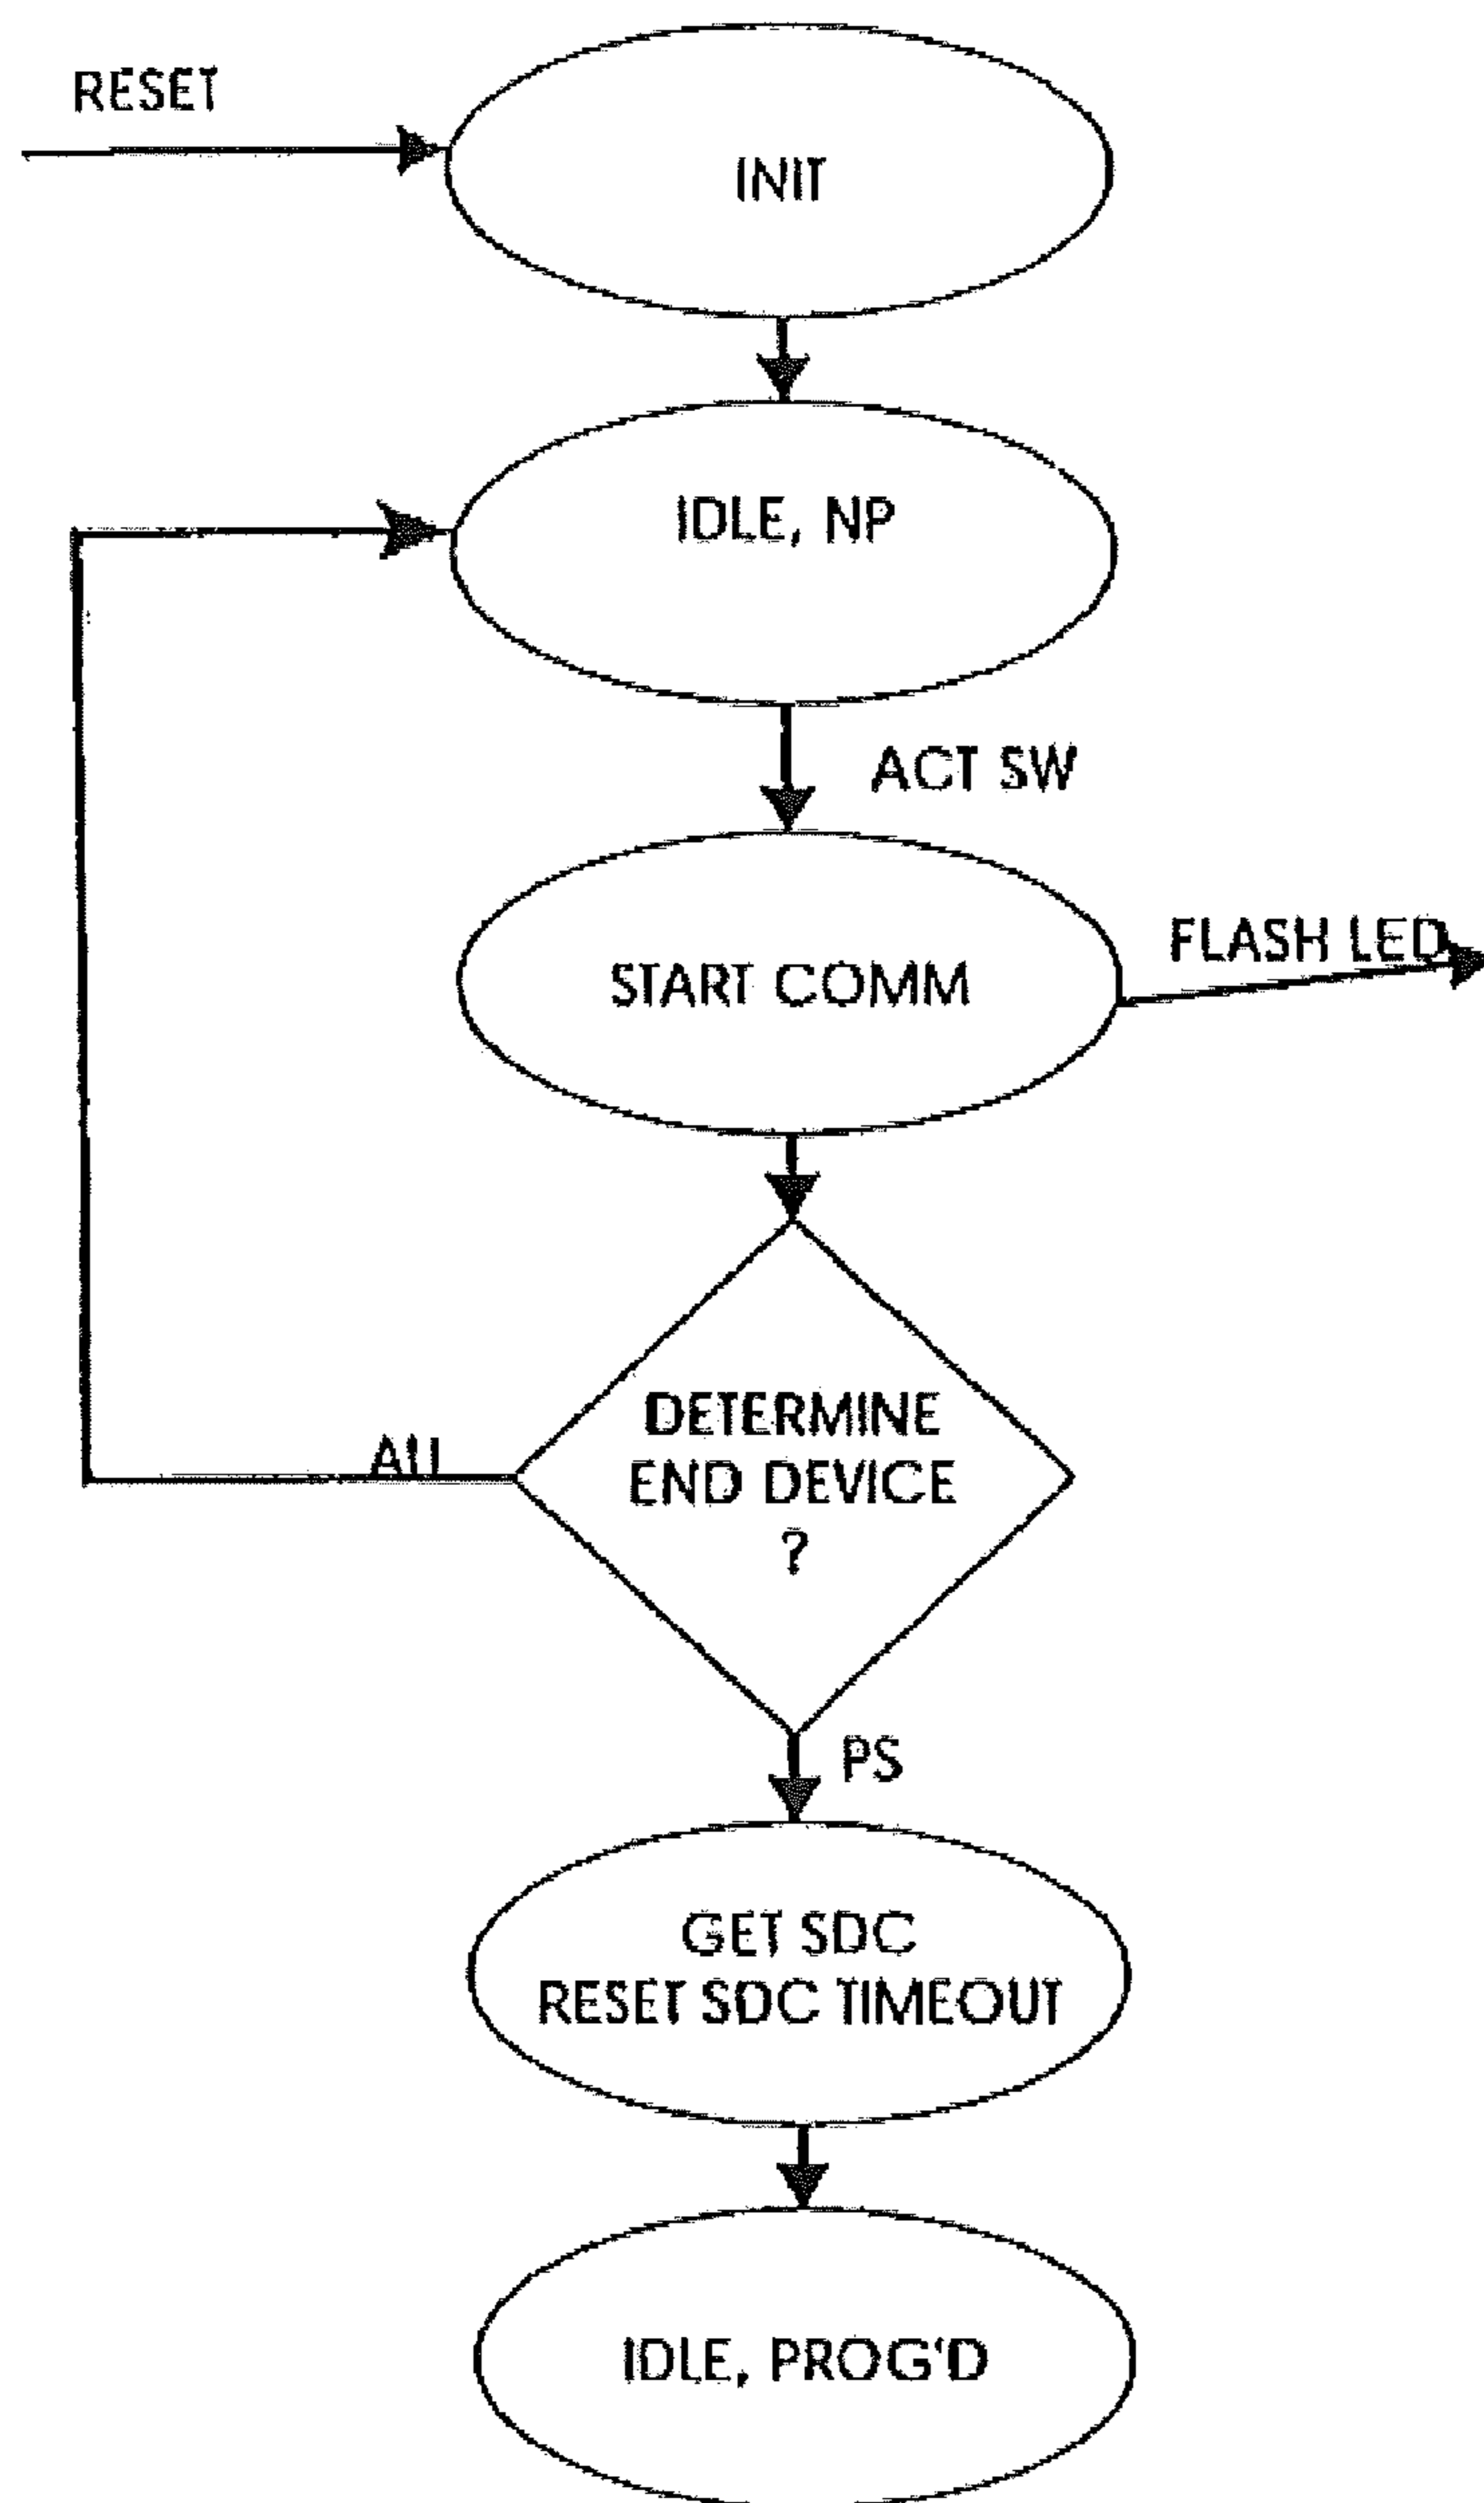 RESET
INIT
IDLE, NP
ACT SW
START COMM
FLASH LED
DETERMINE
END DEVICE
?
PS
GET SDC
RESET SDC TIMEOUT
IDLE, PROG'D